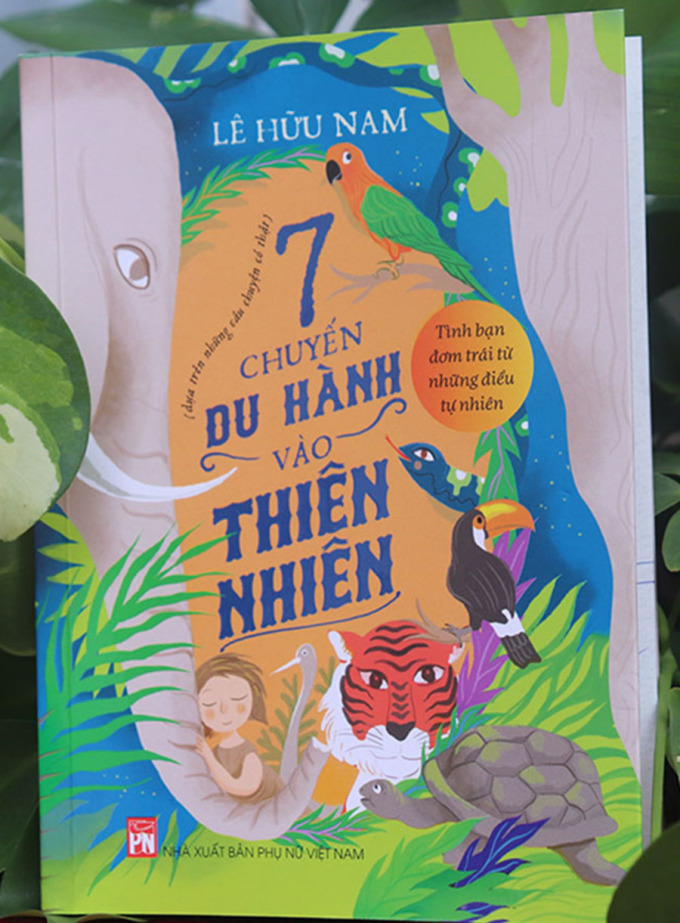 LÊ HỮU NAM
(dựa trên những câu chuyện có thật)
7
CHUYẾN
DU HÀNH
VÀO
THIÊN
NHIÊN
Tình bạn
đơm trái từ
những điều
tự nhiên
PN
NHÀ XUẤT BẢN PHỤ NỮ VIỆT NAM